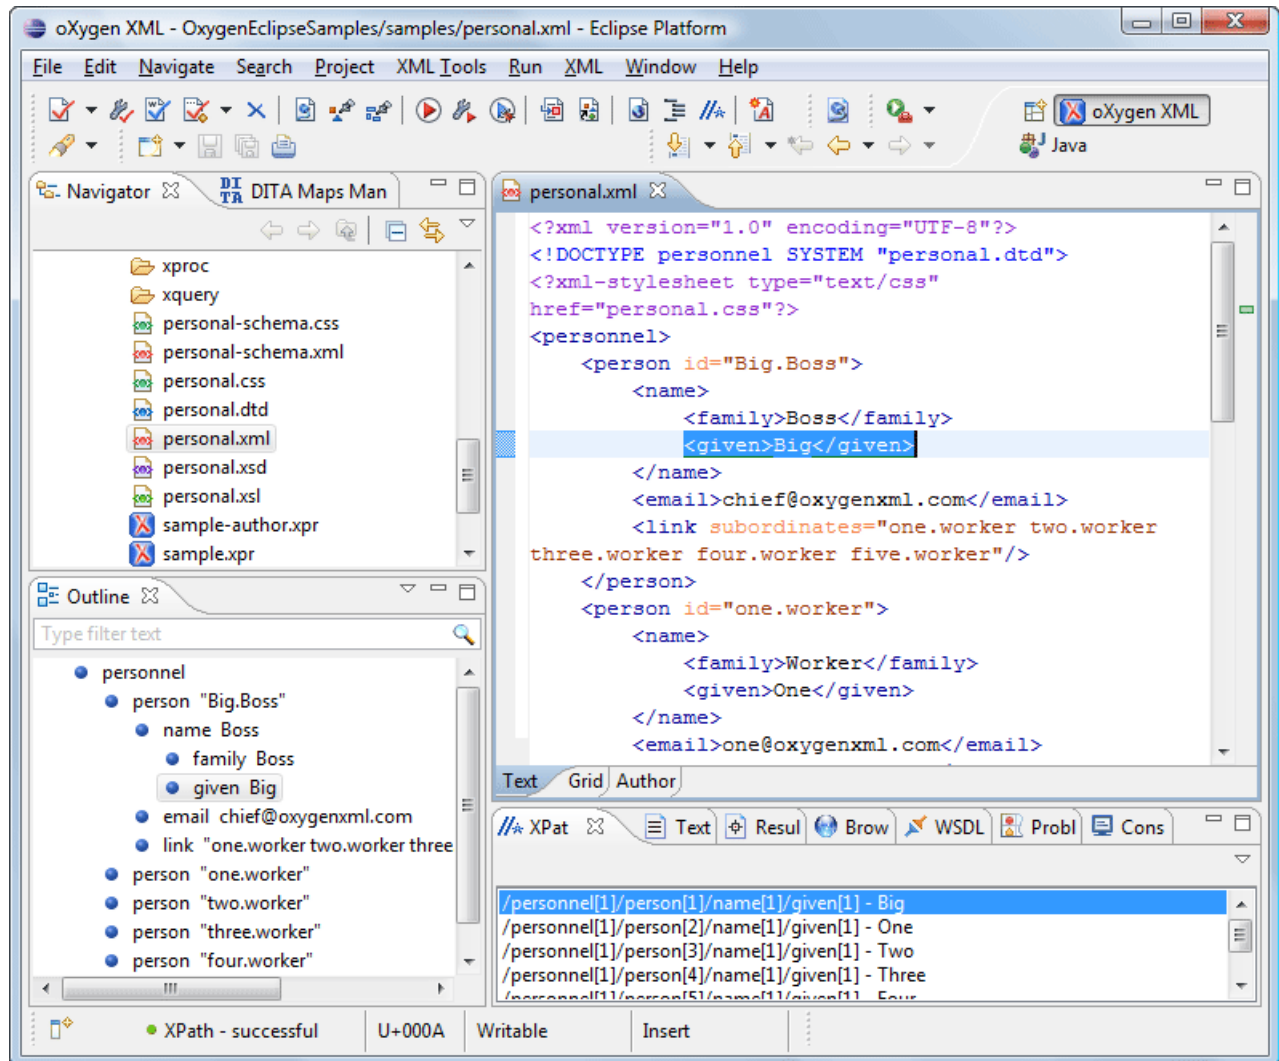 oXygen XML - OxygenEclipseSamples/samples/personal.xml - Eclipse Platform
File Edit Navigate Search Project XML Tools Run XML Window Help
oXygen XML
Java
Navigator DITA DITA Maps Man
xproc
xquery
personal-schema.css
personal-schema.xml
personal.css
personal.dtd
personal.xml
personal.xsd
personal.xsl
sample-author.xpr
sample.xpr
Outline
Type filter text
personnel
person "Big.Boss"
name Boss
family Boss
given Big
email chief@oxygenxml.com
link "one.worker two.worker three
person "one.worker"
person "two.worker"
person "three.worker"
person "four.worker"
personal.xml
<?xml version="1.0" encoding="UTF-8"?>
<!DOCTYPE personnel SYSTEM "personal.dtd">
<?xml-stylesheet type="text/css"
href="personal.css"?>
<personnel>
<person id="Big.Boss">
<name>
<family>Boss</family>
<given>Big</given>
</name>
<email>chief@oxygenxml.com</email>
<link subordinates="one.worker two.worker
three.worker four.worker five.worker"/>
</person>
<person id="one.worker">
<name>
<family>Worker</family>
<given>One</given>
</name>
<email>one@oxygenxml.com</email>
Text Grid Author
XPat Text Resul Brow WSDL Probl Cons
/personnel[1]/person[1]/name[1]/given[1] - Big
/personnel[1]/person[2]/name[1]/given[1] - One
/personnel[1]/person[3]/name[1]/given[1] - Two
/personnel[1]/person[4]/name[1]/given[1] - Three
/personnel[1]/person[5]/name[1]/given[1] - Four
XPath - successful U+000A Writable Insert